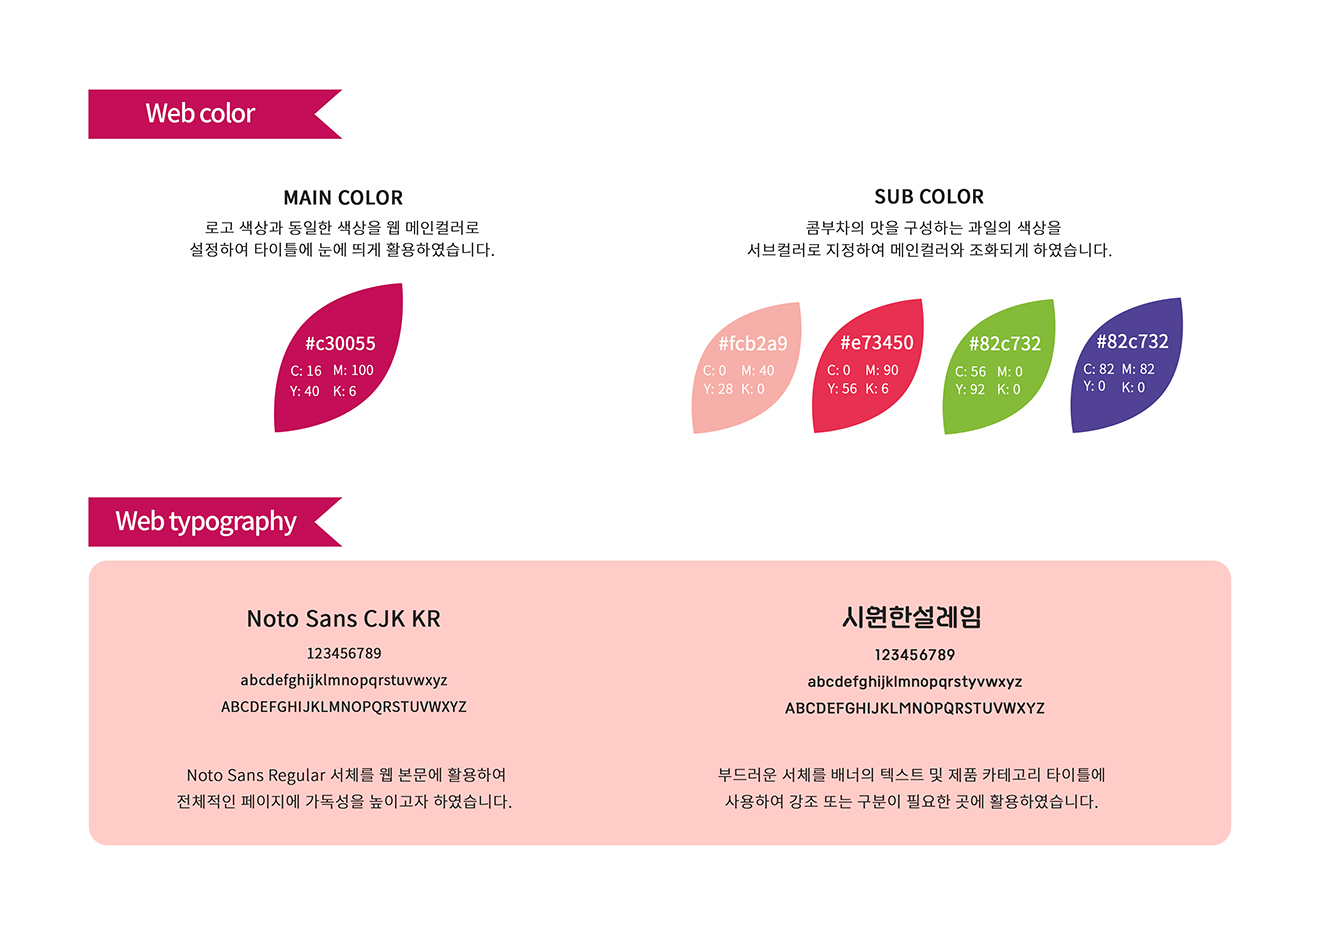 Web color
MAIN COLOR
로고 색상과 동일한 색상을 웹 메인컬러로
설정하여 타이틀에 눈에 띄게 활용하였습니다.
#c30055
C: 16 M: 100
Y: 40 K: 6
SUB COLOR
콤부차의 맛을 구성하는 과일의 색상을
서브컬러로 지정하여 메인컬러와 조화되게 하였습니다.
#fcb2a9
C: 0 M: 40
Y: 28 K: 0
#e73450
C: 0 M: 90
Y: 56 K: 6
#82c732
C: 56 M: 0
Y: 92 K: 0
#82c732
C: 82 M: 82
Y: 0 K: 0
Web typography
Noto Sans CJK KR
123456789
abcdefghijklmnopqrstuvwxyz
ABCDEFGHIJKLMNOPQRSTUVWXYZ
Noto Sans Regular 서체를 웹 본문에 활용하여
전체적인 페이지에 가독성을 높이고자 하였습니다.
시원한설레임
123456789
abcdefghijklmnopqrstyvwxyz
ABCDEFGHIJKLMNOPQRSTUVWXYZ
부드러운 서체를 배너의 텍스트 및 제품 카테고리 타이틀에
사용하여 강조 또는 구분이 필요한 곳에 활용하였습니다.